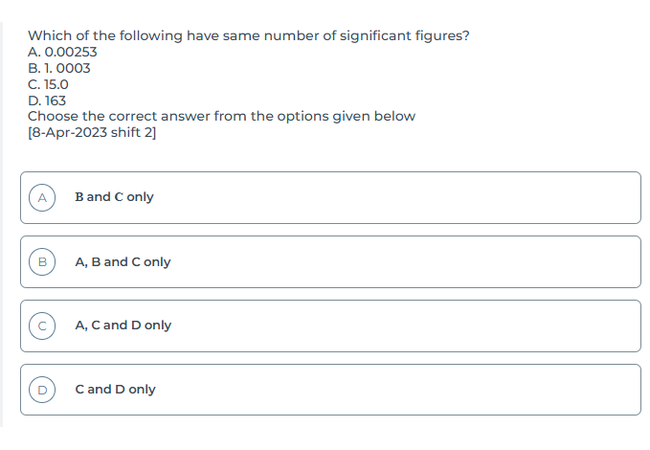 Which of the following have same number of significant figures?
A. 0.00253
B. 1. 0003
C. 15.0
D. 163
Choose the correct answer from the options given below
[8-Apr-2023 shift 2]
A B and C only
B A, B and C only
C A, C and D only
D C and D only